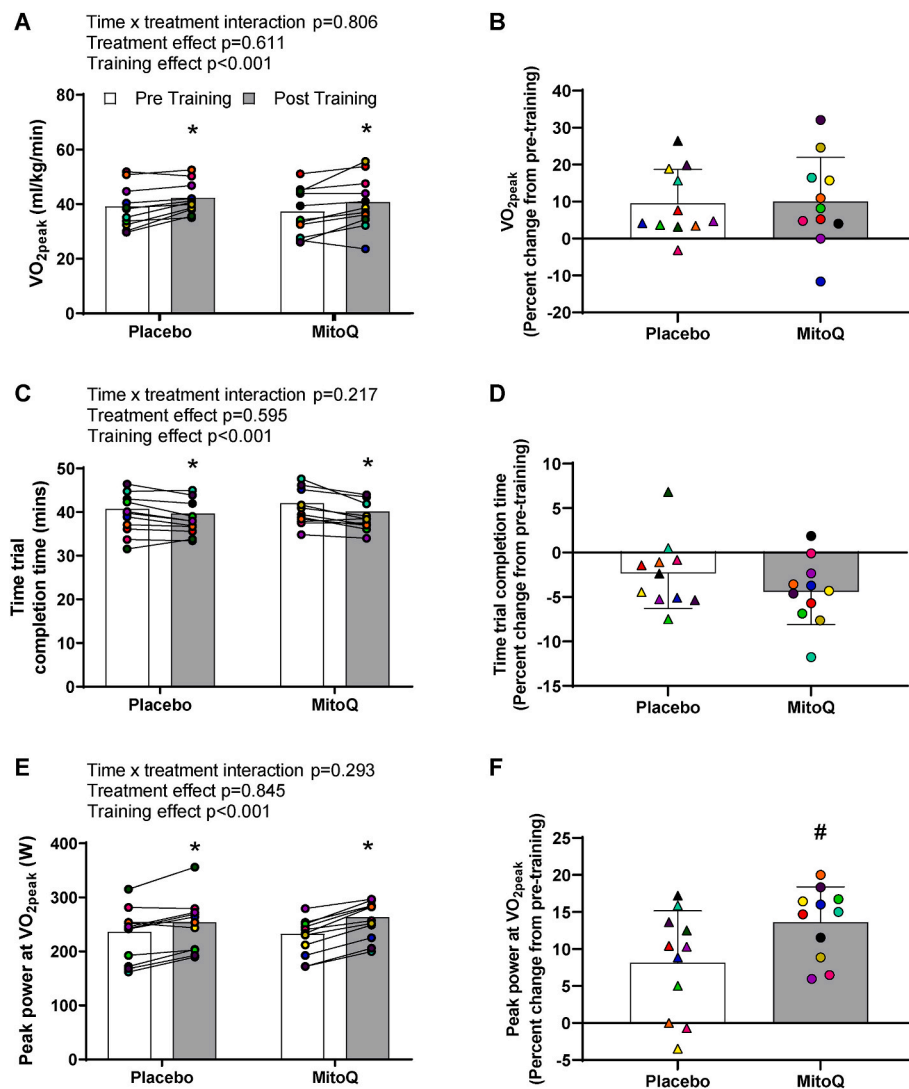 A
Time x treatment interaction p=0.806
Treatment effect p=0.611
Training effect p<0.001
Pre Training
Post Training
VO2peak (ml/kg/min)
80
60
40
20
0
*
*
Placebo
MitoQ
B
VO2peak
(Percent change from pre-training)
40
30
20
10
0
-10
-20
Placebo
MitoQ
C
Time x treatment interaction p=0.217
Treatment effect p=0.595
Training effect p<0.001
Time trial
completion time (mins)
50
40
30
20
10
0
*
*
Placebo
MitoQ
D
Time trial completion time
(Percent change from pre-training)
10
5
0
-5
-10
-15
Placebo
MitoQ
E
Time x treatment interaction p=0.293
Treatment effect p=0.845
Training effect p<0.001
Peak power at VO2peak (W)
400
300
200
100
0
*
*
Placebo
MitoQ
F
Peak power at VO2peak
(Percent change from pre-training)
25
20
15
10
5
0
-5
#
Placebo
MitoQ